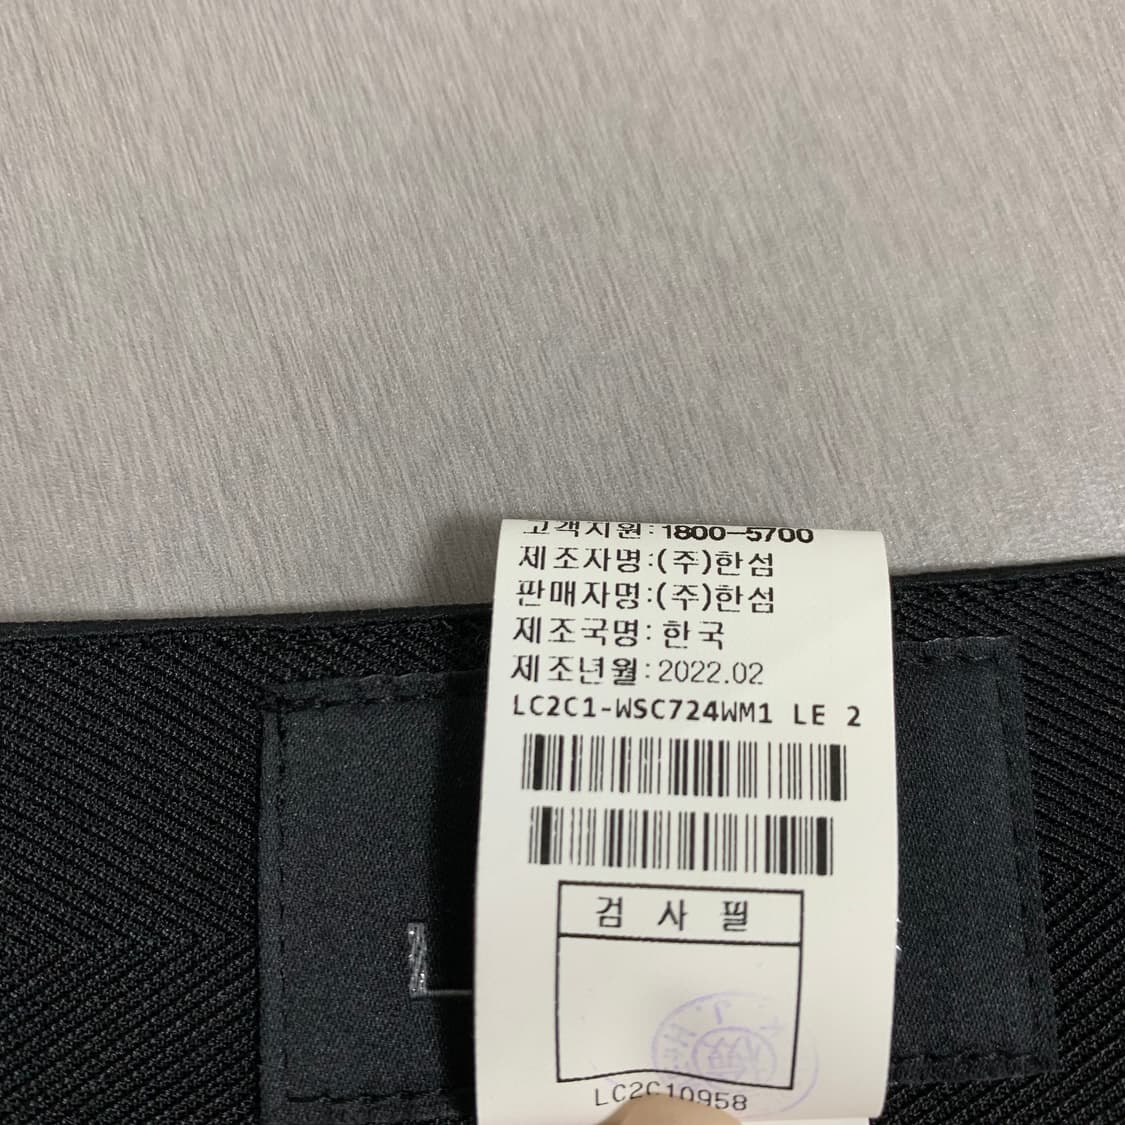 고객지원:1800-5700
제조자명:(주)한섬
판매자명:(주)한섬
제조국명: 한국
제조년월:2022.02
LC2C1-WSC724WM1 LE 2
검 사 필
LC2C10958